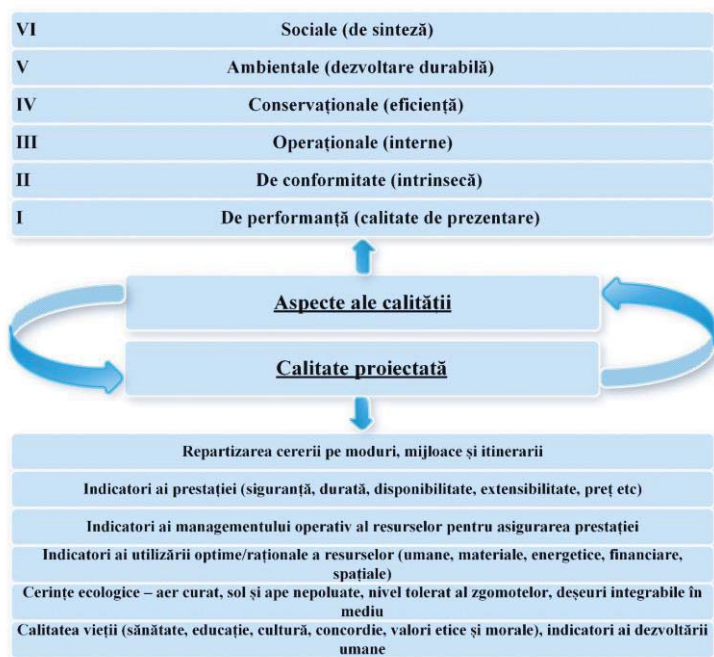 VI Sociale (de sinteză)
V Ambientale (dezvoltare durabilă)
IV Conservaționale (eficiență)
III Operaționale (interne)
II De conformitate (intrinsecă)
I De performanță (calitate de prezentare)
Aspecte ale calității
Calitate proiectată
Repartizarea cererii pe moduri, mijloace și itinerarii
Indicatori ai prestației (siguranță, durată, disponibilitate, extensibilitate, preț etc)
Indicatori ai managementului operativ al resurselor pentru asigurarea prestației
Indicatori ai utilizării optime/raționale a resurselor (umane, materiale, energetice, financiare,
spațiale)
Cerințe ecologice – aer curat, sol și ape nepoluate, nivel tolerat al zgomotelor, deșeuri integrabile în
mediu
Calitatea vieții (sănătate, educație, cultură, concordie, valori etice și morale), indicatori ai dezvoltării
umane